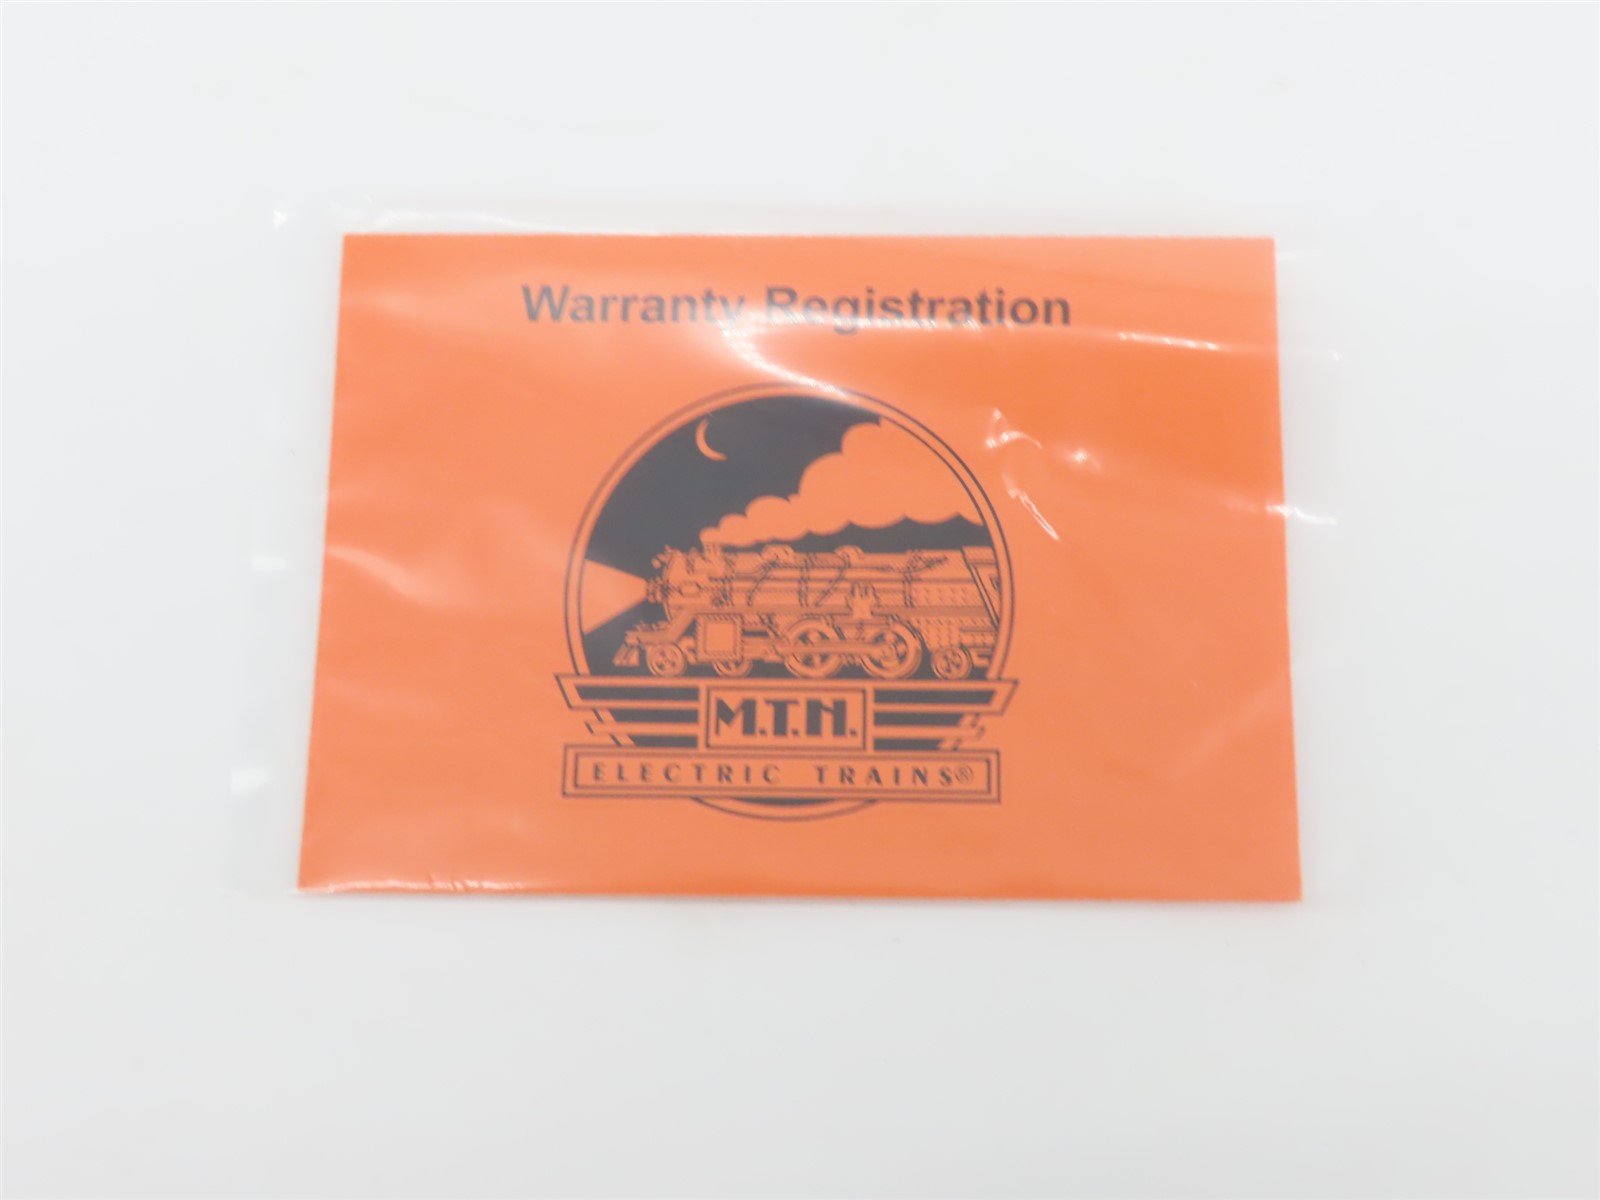 Warranty Registration
M.T.H.
ELECTRIC TRAINS®